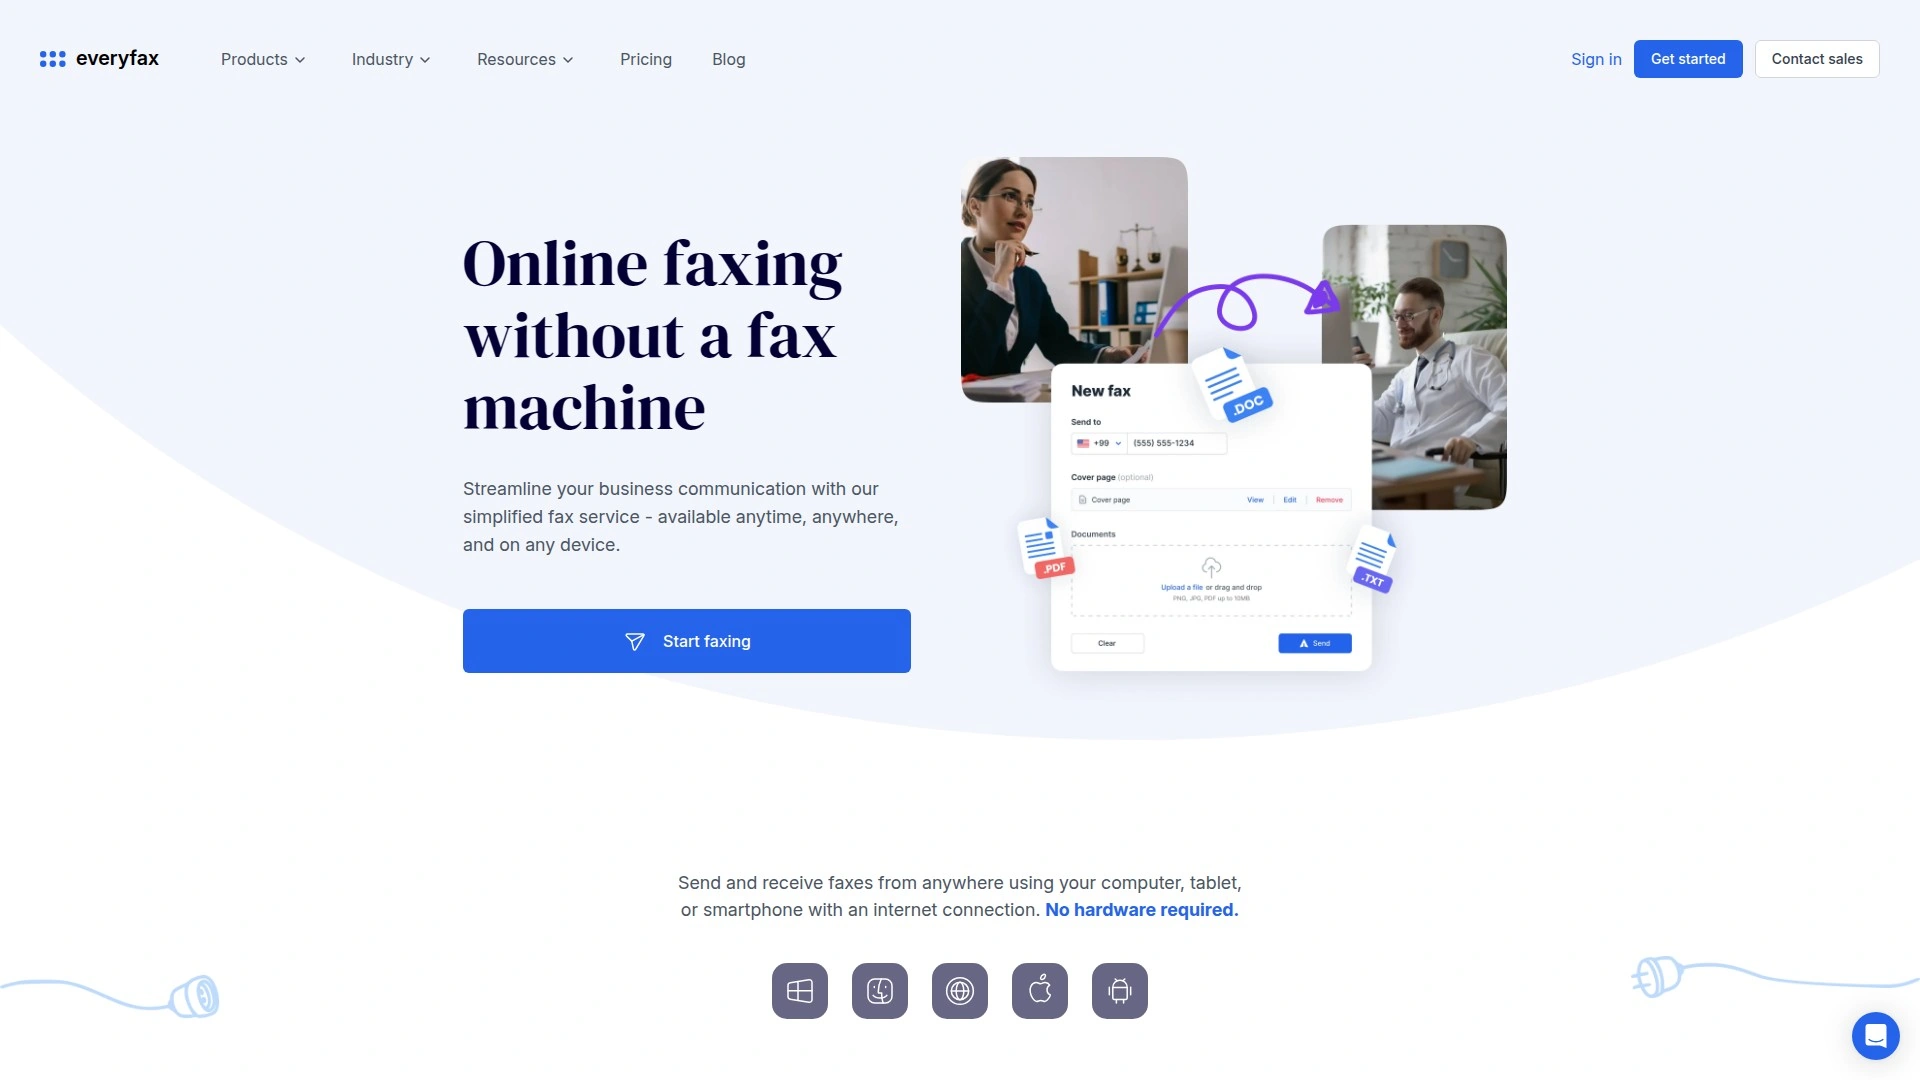 everyfax
Products
Industry
Resources
Pricing
Blog
Sign in
Get started
Contact sales
Online faxing
without a fax
machine
Streamline your business communication with our
simplified fax service - available anytime, anywhere,
and on any device.
Start faxing
New fax
.DOC
Send to
+99
(555) 555-1234
Cover page (optional)
Cover page
View
Edit
Remove
Documents
.PDF
.TXT
Upload a file or drag and drop
PNG, JPG, PDF up to 10MB
Clear
Send
Send and receive faxes from anywhere using your computer, tablet,
or smartphone with an internet connection. No hardware required.